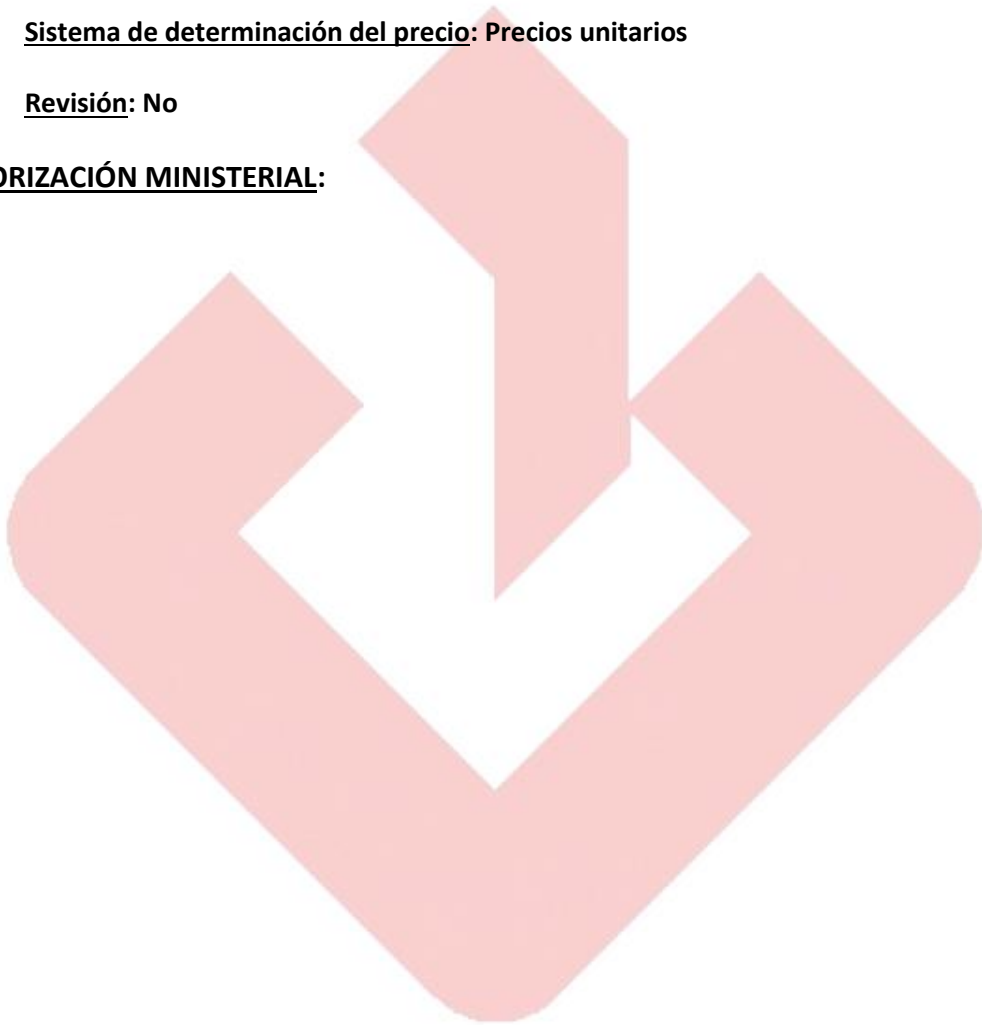 Sistema de determinación del precio: Precios unitarios
Revisión: No
ORIZACIÓN MINISTERIAL: